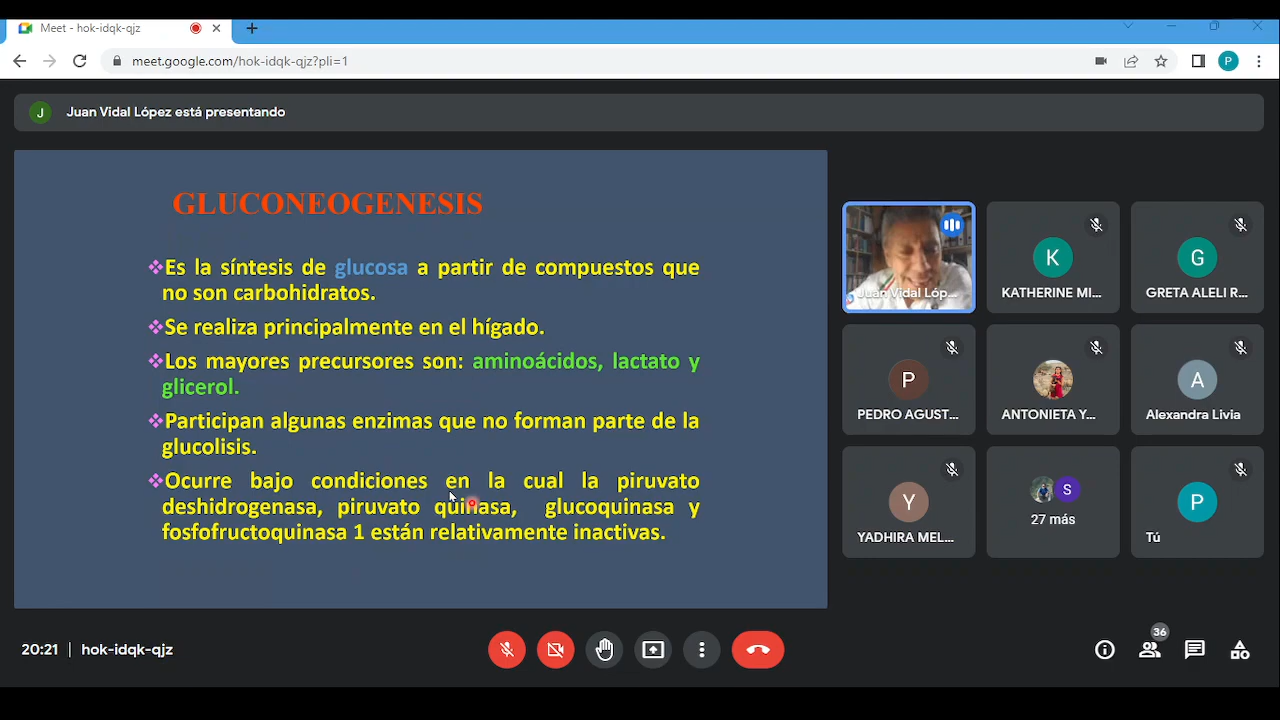 Meet - hok-idqk-qjz
meet.google.com/hok-idqk-qjz?pli=1
P
J
Juan Vidal López está presentando
GLUCONEOGENESIS
❖Es la síntesis de glucosa a partir de compuestos que
no son carbohidratos.
❖Se realiza principalmente en el hígado.
❖Los mayores precursores son: aminoácidos, lactato y
glicerol.
❖Participan algunas enzimas que no forman parte de la
glucolisis.
❖Ocurre bajo condiciones en la cual la piruvato
deshidrogenasa, piruvato quinasa, glucoquinasa y
fosfofructoquinasa 1 están relativamente inactivas.
Juan Vidal Lóp...
K
KATHERINE MI...
G
GRETA ALELI R...
P
PEDRO AGUST...
ANTONIETA Y...
A
Alexandra Livia
Y
YADHIRA MEL...
S
27 más
P
Tú
20:21 | hok-idqk-qjz
36